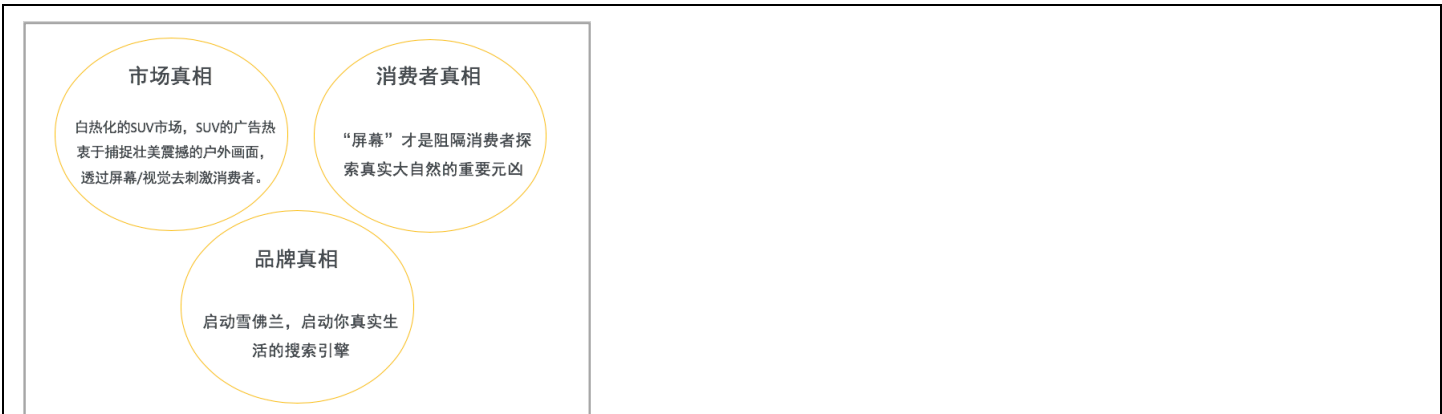 市场真相
白热化的SUV市场，SUV的广告热
衷于捕捉壮美震撼的户外画面，
透过屏幕/视觉去刺激消费者。
消费者真相
“屏幕”才是阻隔消费者探
索真实大自然的重要元凶
品牌真相
启动雪佛兰，启动你真实生
活的搜索引擎